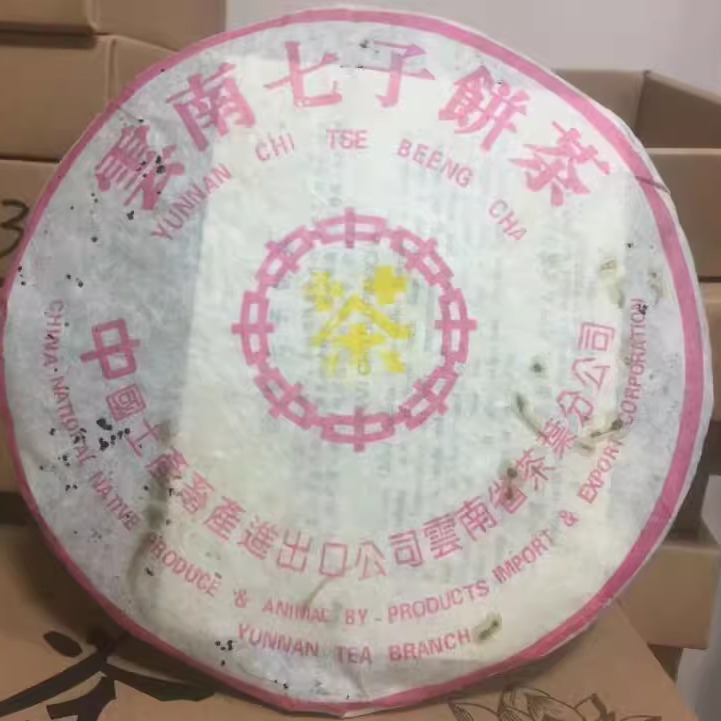 雲南七子餅茶
YUNNAN CHI TSE BEENG CHA
茶
中國土產畜產進出口公司雲南省茶葉分公司
CHINA NATIONAL NATIVE PRODUCE & ANIMAL BY-PRODUCTS IMPORT & EXPORT CORPORATION
YUNNAN TEA BRANCH
3